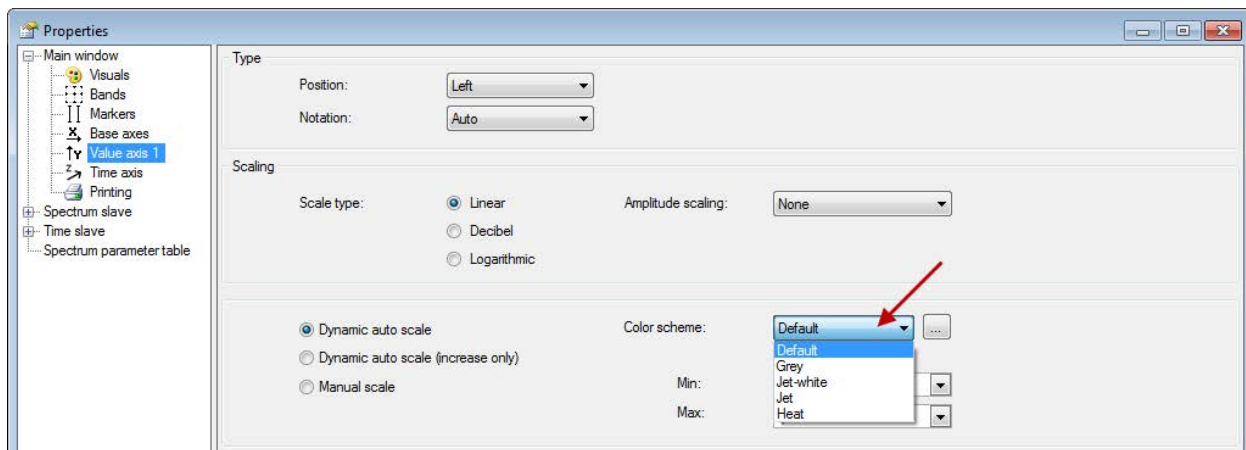 Properties
Main window
Visuals
Bands
Markers
Base axes
Value axis 1
Time axis
Printing
Spectrum slave
Time slave
Spectrum parameter table
Type
Position: Left
Notation: Auto
Scaling
Scale type: Linear Amplitude scaling: None
Decibel
Logarithmic
Dynamic auto scale Color scheme: Default ...
Dynamic auto scale (increase only)
Manual scale
Default
Grey
Jet-white
Jet
Heat
Min:
Max: